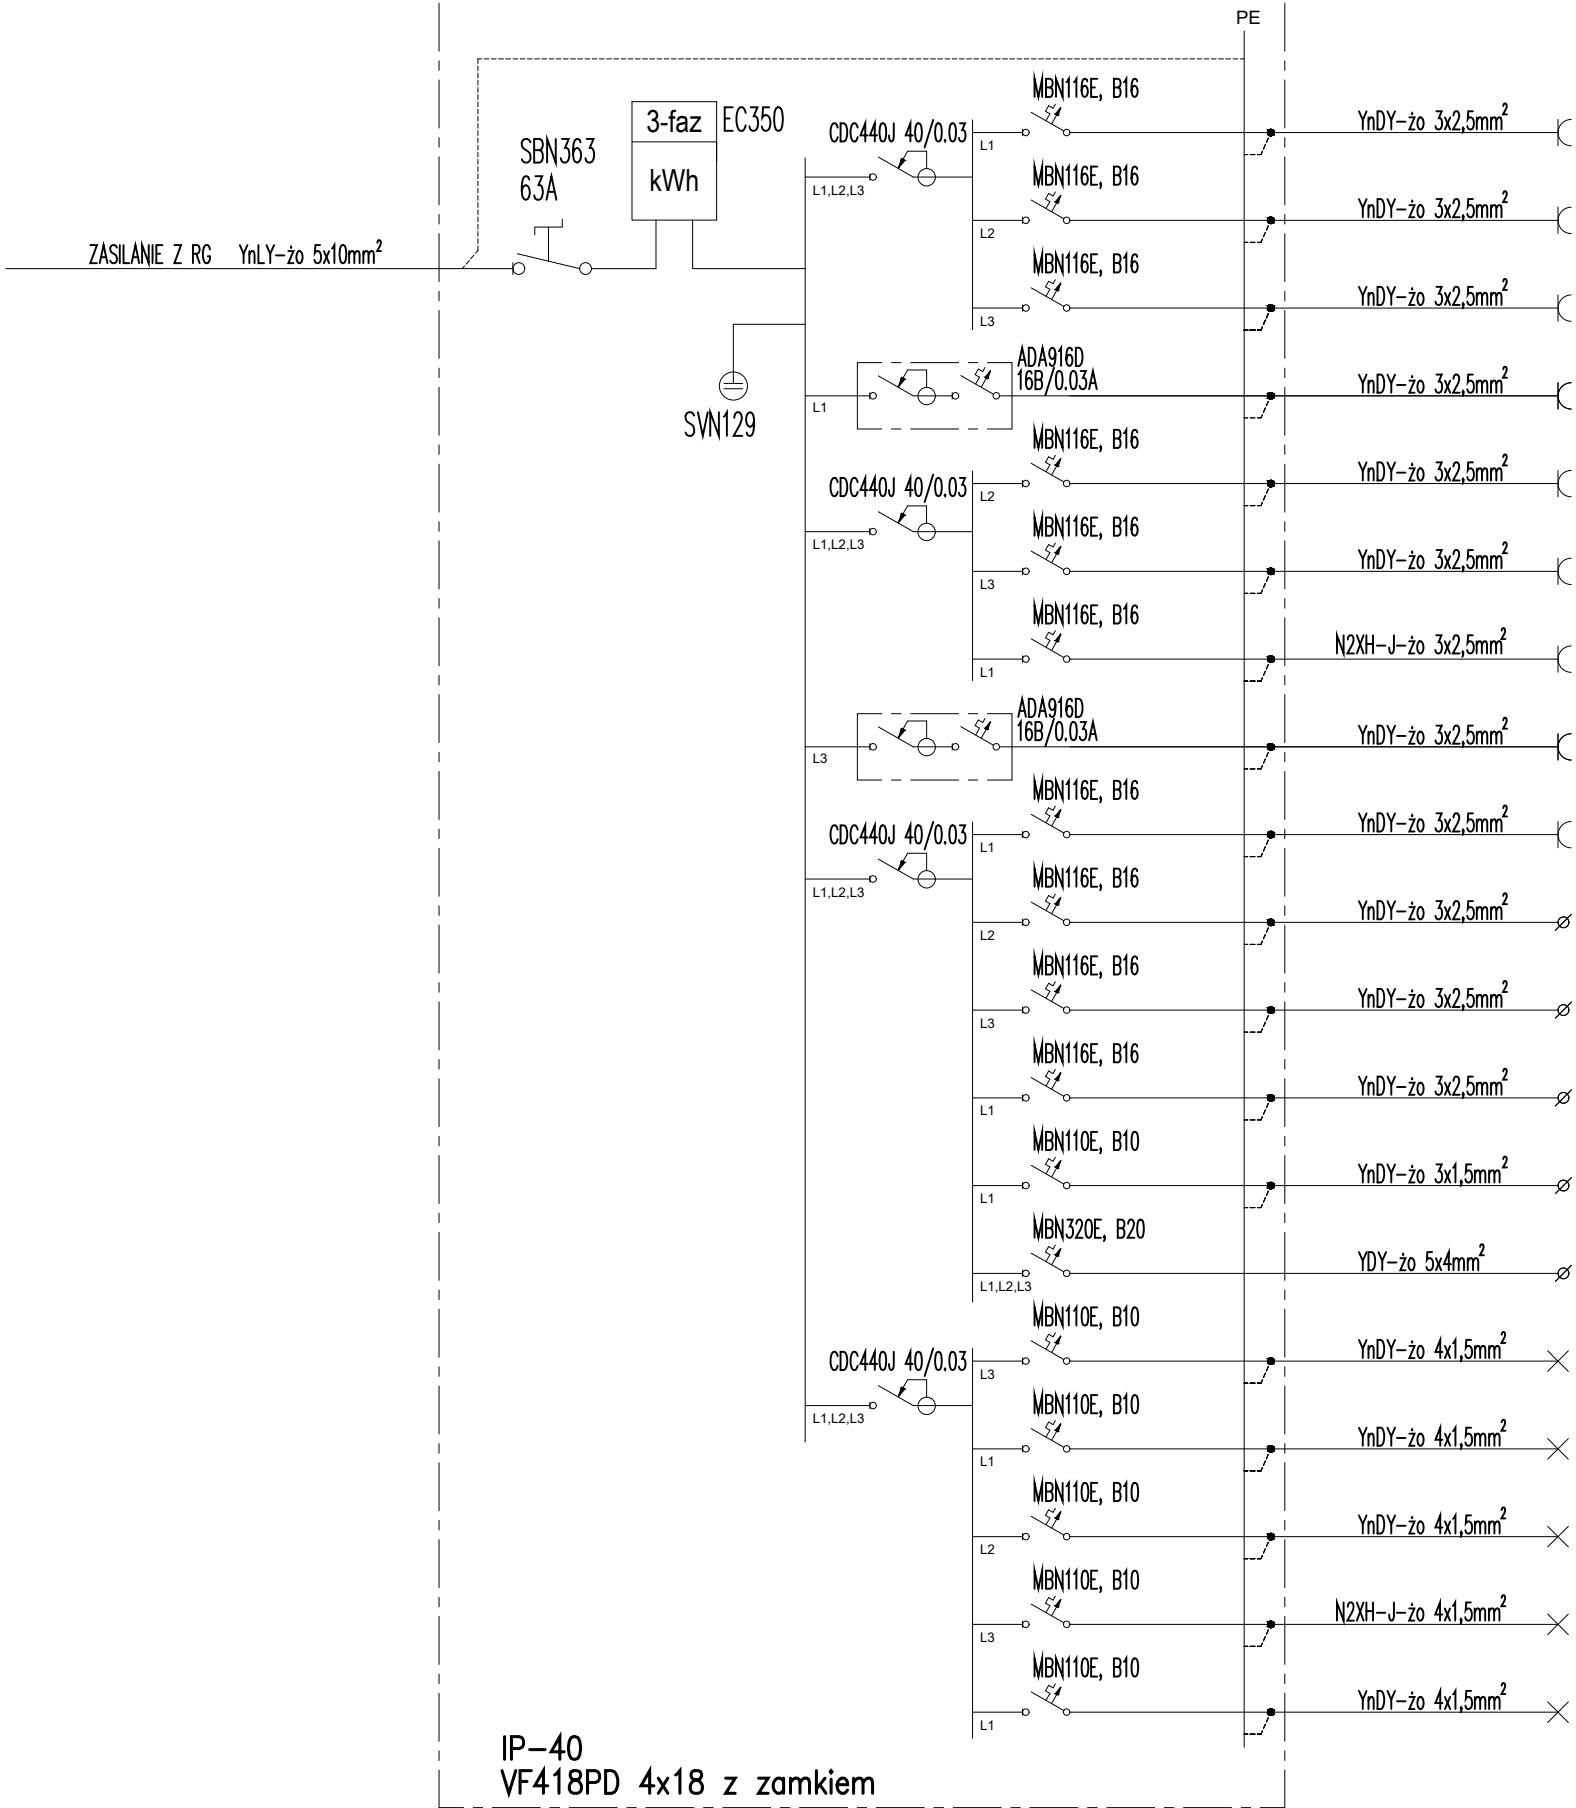 PE
MBN116E, B16
YnDY-żo 3x2,5mm²
3-faz
EC350
kWh
SBN363
63A
CDC440J 40/0.03
L1
L1,L2,L3
MBN116E, B16
YnDY-żo 3x2,5mm²
L2
ZASILANIE Z RG YnLY-żo 5x10mm²
MBN116E, B16
YnDY-żo 3x2,5mm²
L3
SVN129
ADA916D
16B/0.03A
YnDY-żo 3x2,5mm²
L1
MBN116E, B16
YnDY-żo 3x2,5mm²
CDC440J 40/0.03
L2
L1,L2,L3
MBN116E, B16
YnDY-żo 3x2,5mm²
L3
MBN116E, B16
N2XH-J-żo 3x2,5mm²
L1
ADA916D
16B/0.03A
YnDY-żo 3x2,5mm²
L3
MBN116E, B16
YnDY-żo 3x2,5mm²
CDC440J 40/0.03
L1
L1,L2,L3
MBN116E, B16
YnDY-żo 3x2,5mm²
L2
MBN116E, B16
YnDY-żo 3x2,5mm²
L3
MBN116E, B16
YnDY-żo 3x2,5mm²
L1
MBN110E, B10
YnDY-żo 3x1,5mm²
L1
MBN320E, B20
YDY-żo 5x4mm²
L1,L2,L3
MBN110E, B10
YnDY-żo 4x1,5mm²
CDC440J 40/0.03
L3
L1,L2,L3
MBN110E, B10
YnDY-żo 4x1,5mm²
L1
MBN110E, B10
YnDY-żo 4x1,5mm²
L2
MBN110E, B10
N2XH-J-żo 4x1,5mm²
L3
MBN110E, B10
YnDY-żo 4x1,5mm²
L1
IP-40
VF418PD 4x18 z zamkiem